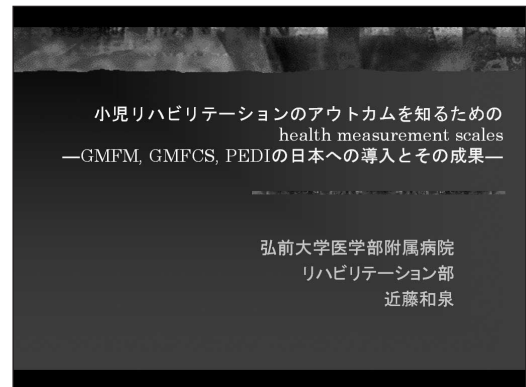 小児リハビリテーションのアウトカムを知るための
health measurement scales
―GMFM, GMFCS, PEDIの日本への導入とその成果―
弘前大学医学部附属病院
リハビリテーション部
近藤和泉